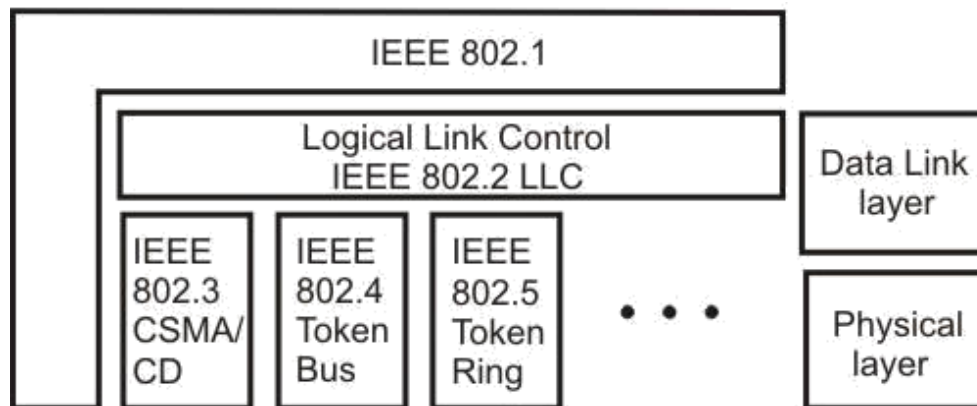 IEEE 802.1
Logical Link Control
IEEE 802.2 LLC
Data Link
layer
IEEE
802.3
CSMA/
CD
IEEE
802.4
Token
Bus
IEEE
802.5
Token
Ring
Physical
layer